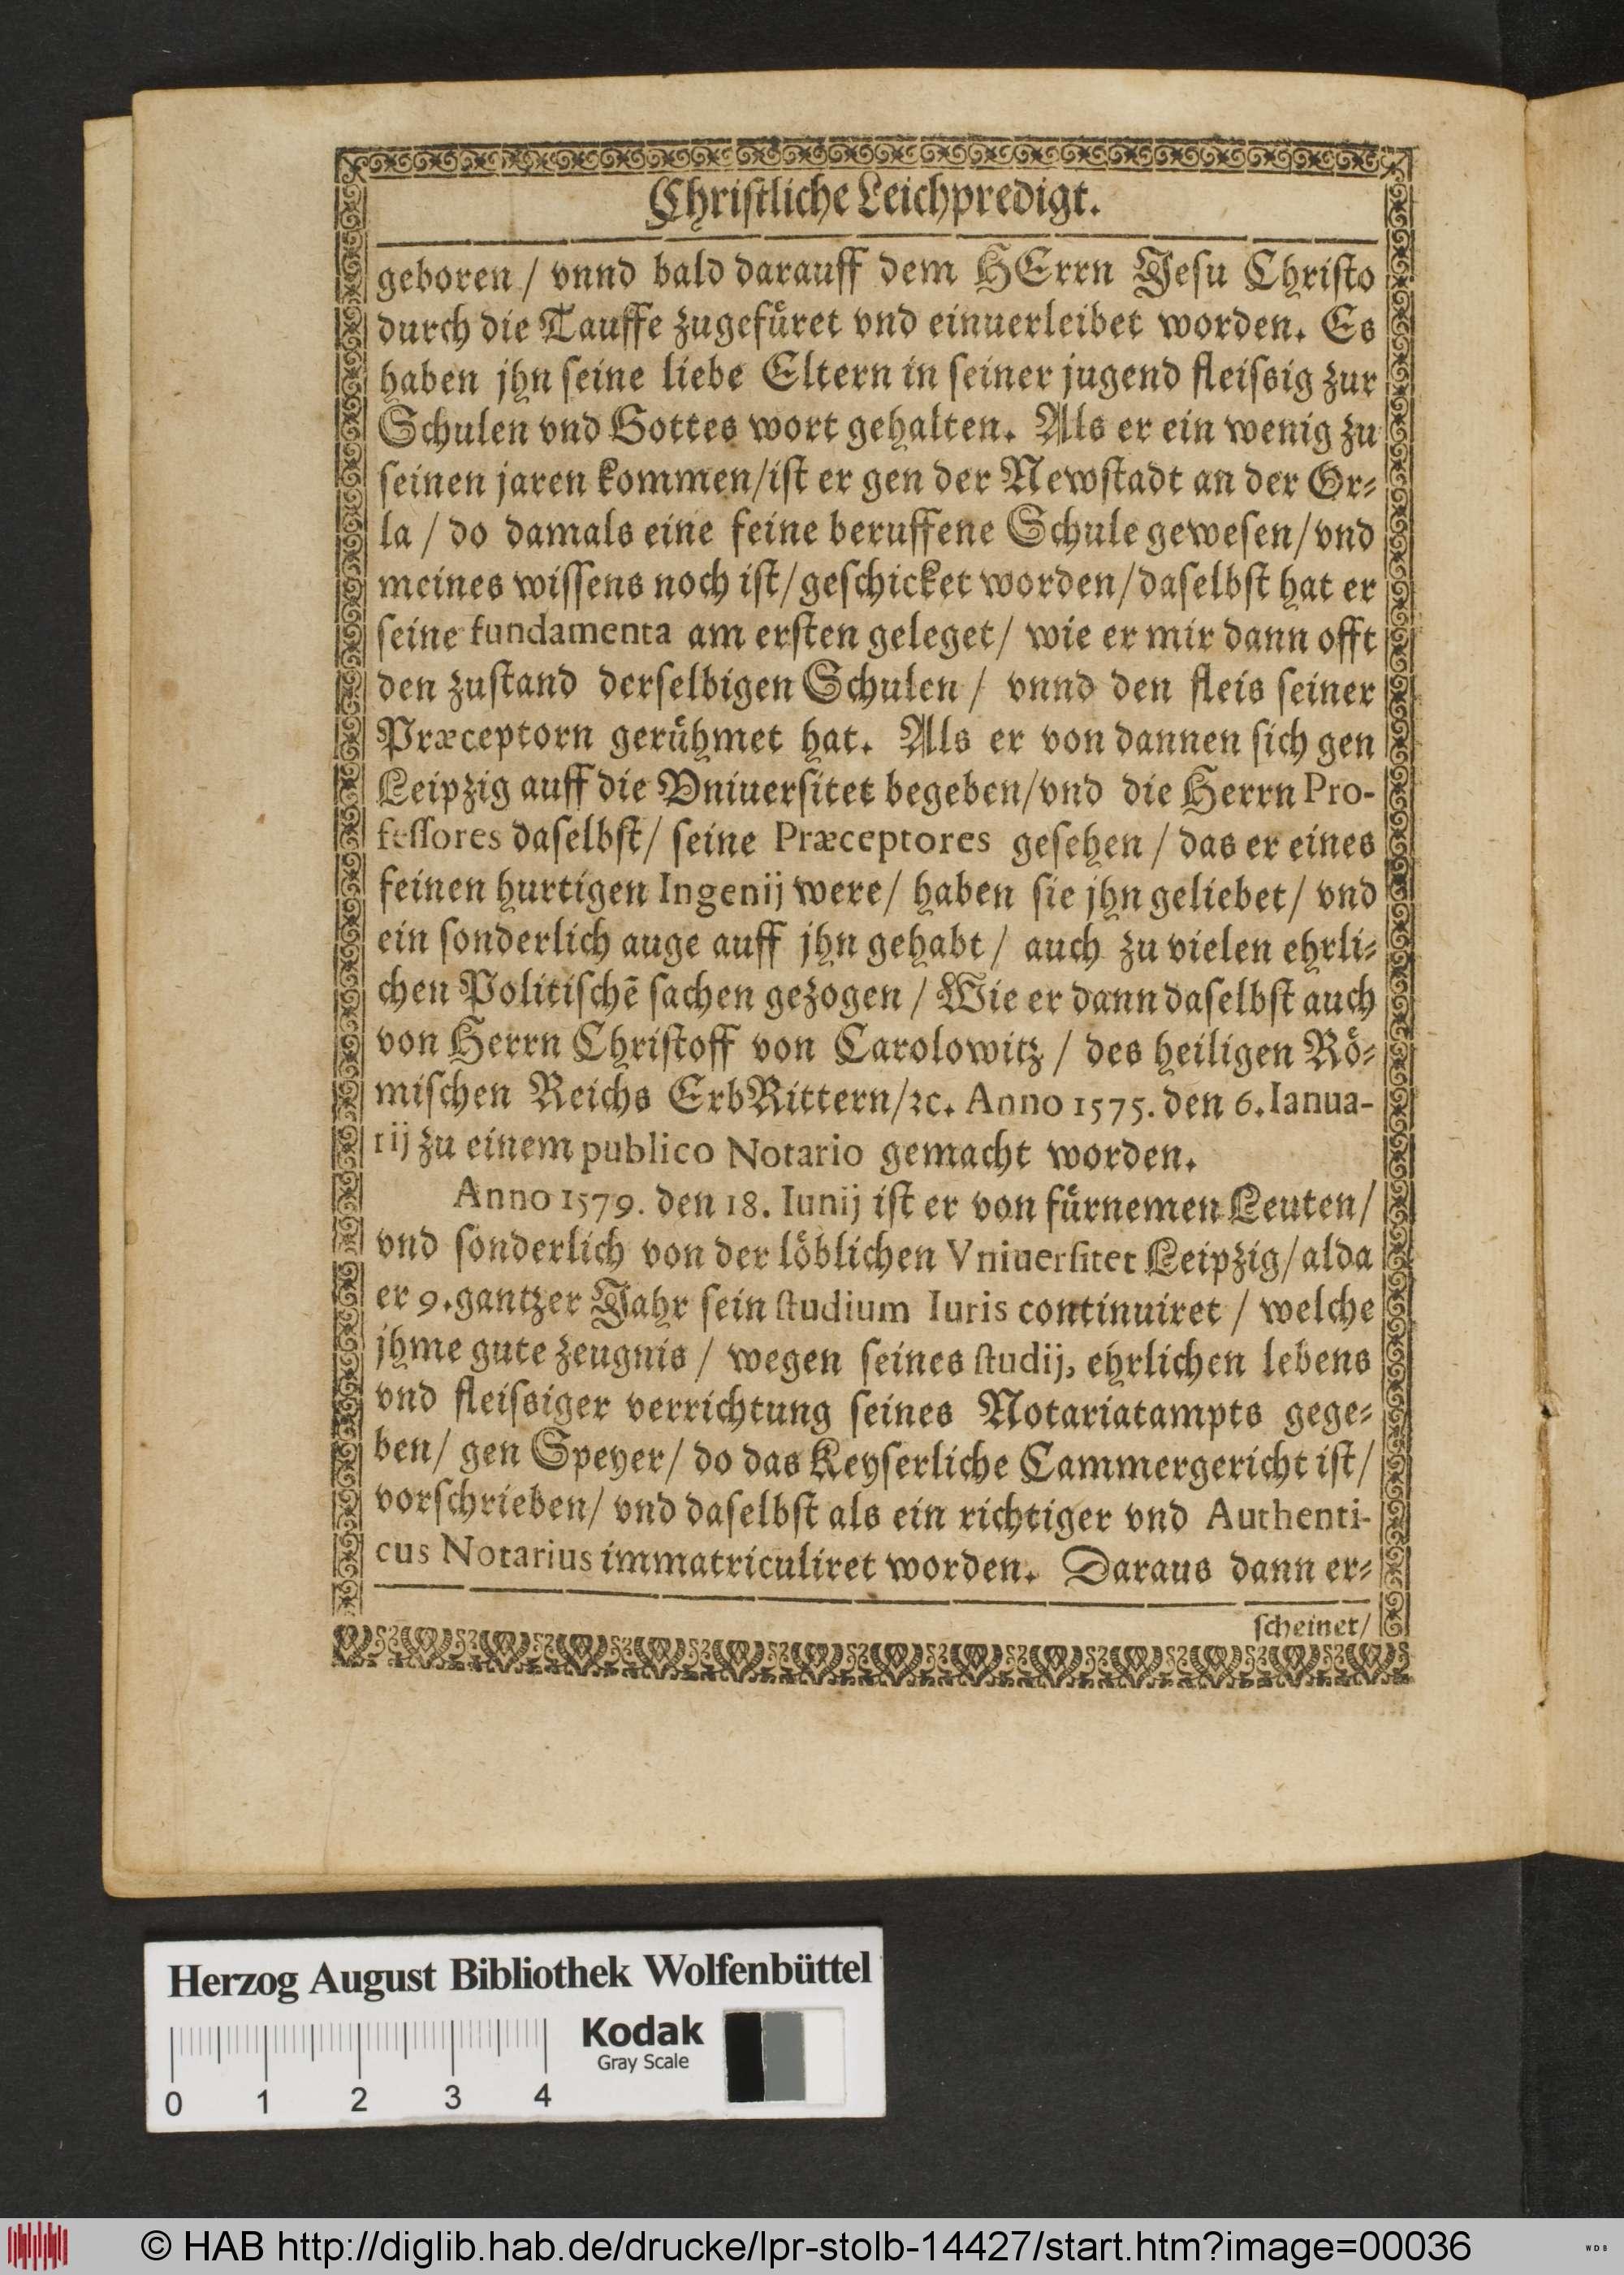 Christliche Leichpredigt.
geboren / vnnd bald darauff dem HErrn Jesu Christo
durch die Tauffe zugefüret vnd einuerleibet worden. Es
haben jhn seine liebe Eltern in seiner jugend fleissig zur
Schulen vnd Gottes wort gehalten. Als er ein wenig zu
seinen jaren kommen/ist er gen der Newstadt an der Or-
la / do damals eine feine beruffene Schule gewesen/vnd
meines wissens noch ist/geschicket worden/daselbst hat er
seine fundamenta am ersten geleget/ wie er mir dann offt
den zustand derselbigen Schulen / vnnd den fleis seiner
Præceptorn gerühmet hat. Als er von dannen sich gen
Leipzig auff die Vniuersitet begeben/vnd die Herrn Pro-
fessores daselbst/ seine Præceptores gesehen / das er eines
feinen hurtigen Ingenij were/ haben sie jhn geliebet/ vnd
ein sonderlich auge auff jhn gehabt / auch zu vielen ehrli-
chen Politischē sachen gezogen / Wie er dann daselbst auch
von Herrn Christoff von Carolowitz / des heiligen Rö-
mischen Reichs ErbRittern/ꝛc. Anno 1575. den 6. Ianua-
rij zu einem publico Notario gemacht worden.
Anno 1579. den 18. Iunij ist er von fürnemen Leuten/
vnd sonderlich von der löblichen Vniuersitet Leipzig/alda
er 9. gantzer Jahr sein studium Iuris continuiret / welche
jhme gute zeugnis / wegen seines studij, ehrlichen lebens
vnd fleissiger verrichtung seines Notariatampts gege-
ben/ gen Speyer/ do das Keyserliche Cammergericht ist/
vorschrieben/ vnd daselbst als ein richtiger vnd Authenti-
cus Notarius immatriculiret worden. Daraus dann er-
scheinet/
Herzog August Bibliothek Wolfenbüttel
Kodak
Gray Scale
0 1 2 3 4
© HAB http://diglib.hab.de/drucke/lpr-stolb-14427/start.htm?image=00036
W D B